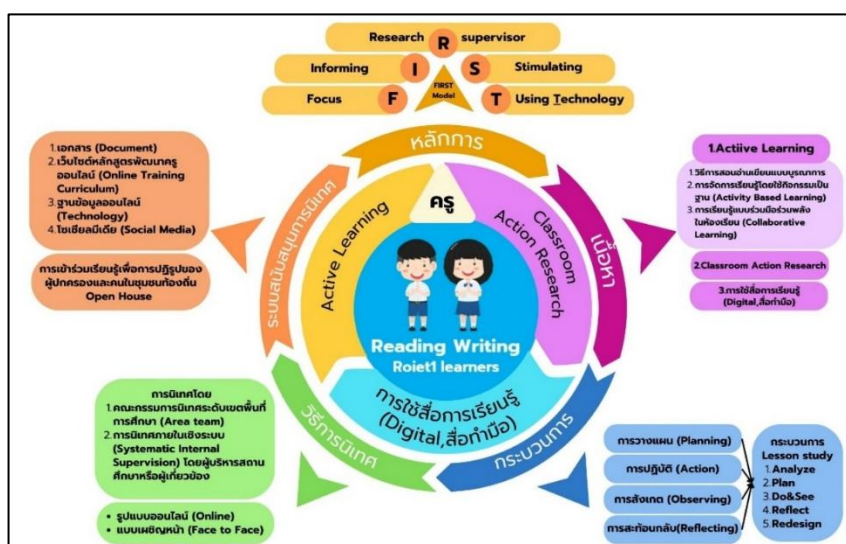 Research R supervisor
Informing I S Stimulating
Focus F T Using Technology
FIRST
Model
หลักการ
เนื้อหา
กระบวนการ
วิธีการนิเทศ
ระบบสนับสนุนการนิเทศ
ครู
Active Learning
Classroom
Action Research
การใช้สื่อการเรียนรู้
(Digital,สื่อทำมือ)
Reading Writing
Roiet1 learners
1.เอกสาร (Document)
2.เว็บไซต์หลักสูตรพัฒนาครู
ออนไลน์ (Online Training
Curriculum)
3.ฐานข้อมูลออนไลน์
(Technology)
4.โซเชียลมีเดีย (Social Media)
การเข้าร่วมเรียนรู้เพื่อการปฏิรูปของ
ผู้ปกครองและคนในชุมชนท้องถิ่น
Open House
1.Actiive Learning
1.วิธีการสอนอ่านเขียนแบบบูรณาการ
2.การจัดการเรียนรู้โดยใช้กิจกรรมเป็น
ฐาน (Activity Based Learning)
3.การเรียนรู้แบบร่วมมือร่วมพลัง
ในห้องเรียน (Collaborative
Learning)
2.Classroom Action Research
3.การใช้สื่อการเรียนรู้
(Digital,สื่อทำมือ)
การนิเทศโดย
1.คณะกรรมการนิเทศระดับเขตพื้นที่
การศึกษา (Area team)
2.การนิเทศภายในเชิงระบบ
(Systematic Internal
Supervision) โดยผู้บริหารสถาน
ศึกษาหรือผู้เกี่ยวข้อง
• รูปแบบออนไลน์ (Online)
• แบบเผชิญหน้า (Face to Face)
การวางแผน (Planning)
การปฏิบัติ (Action)
การสังเกต (Observing)
การสะท้อนกลับ(Reflecting)
กระบวนการ
Lesson study
1.Analyze
2.Plan
3.Do&See
4.Reflect
5.Redesign